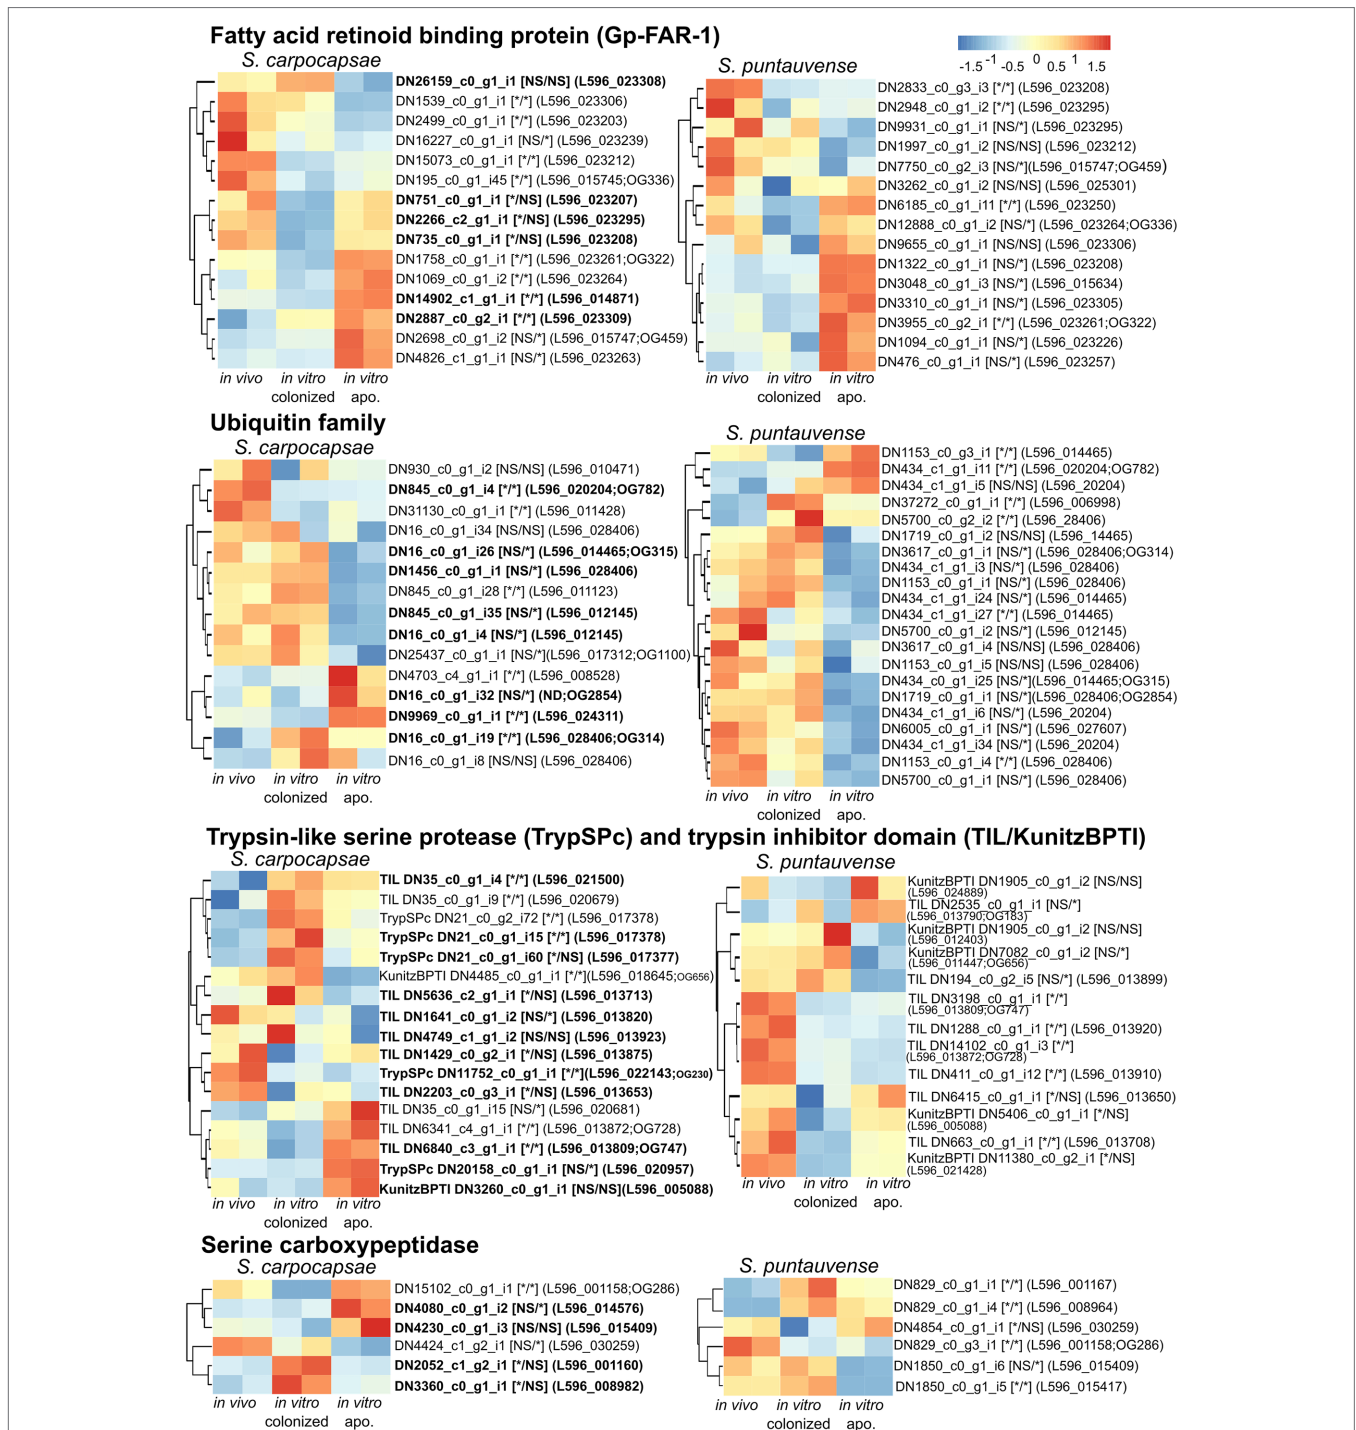 Fatty acid retinoid binding protein (Gp-FAR-1)
S. carpocapsae
DN26159_c0_g1_i1 [NS/NS] (L596_023308)
DN1539_c0_g1_i1 [*/*] (L596_023306)
DN2499_c0_g1_i1 [*/*] (L596_023203)
DN16227_c0_g1_i1 [NS/*] (L596_023239)
DN15073_c0_g1_i1 [*/*] (L596_023212)
DN195_c0_g1_i45 [*/*] (L596_015745;OG336)
DN751_c0_g1_i1 [*/NS] (L596_023207)
DN2266_c2_g1_i1 [*/NS] (L596_023295)
DN735_c0_g1_i1 [*/NS] (L596_023208)
DN1758_c0_g1_i1 [*/*] (L596_023261;OG322)
DN1069_c0_g1_i2 [*/*] (L596_023264)
DN14902_c1_g1_i1 [*/*] (L596_014871)
DN2887_c0_g2_i1 [*/*] (L596_023309)
DN2698_c0_g1_i2 [NS/*] (L596_015747;OG459)
DN4826_c1_g1_i1 [NS/*] (L596_023263)
in vivo in vitro in vitro
colonized apo.
-1.5 -1 -0.5 0 0.5 1 1.5
S. puntauvense
DN2833_c0_g3_i3 [*/*] (L596_023208)
DN2948_c0_g1_i2 [*/*] (L596_023295)
DN9931_c0_g1_i1 [NS/*] (L596_023295)
DN1997_c0_g1_i2 [NS/NS] (L596_023212)
DN7750_c0_g2_i3 [NS/*](L596_015747;OG459)
DN3262_c0_g1_i2 [NS/NS] (L596_025301)
DN6185_c0_g1_i11 [*/*] (L596_023250)
DN12888_c0_g1_i2 [NS/*] (L596_023264;OG336)
DN9655_c0_g1_i1 [NS/NS] (L596_023306)
DN1322_c0_g1_i1 [NS/*] (L596_023208)
DN3048_c0_g1_i3 [NS/*] (L596_015634)
DN3310_c0_g1_i1 [NS/*] (L596_023305)
DN3955_c0_g2_i1 [*/*] (L596_023261;OG322)
DN1094_c0_g1_i1 [NS/*] (L596_023226)
DN476_c0_g1_i1 [NS/*] (L596_023257)
in vivo in vitro in vitro
colonized apo.
Ubiquitin family
S. carpocapsae
DN930_c0_g1_i2 [NS/NS] (L596_010471)
DN845_c0_g1_i4 [*/*] (L596_020204;OG782)
DN31130_c0_g1_i1 [*/*] (L596_011428)
DN16_c0_g1_i34 [NS/NS] (L596_028406)
DN16_c0_g1_i26 [NS/*] (L596_014465;OG315)
DN1456_c0_g1_i1 [NS/*] (L596_028406)
DN845_c0_g1_i28 [*/*] (L596_011123)
DN845_c0_g1_i35 [NS/*] (L596_012145)
DN16_c0_g1_i4 [NS/*] (L596_012145)
DN25437_c0_g1_i1 [NS/*](L596_017312;OG1100)
DN4703_c4_g1_i1 [*/*] (L596_008528)
DN16_c0_g1_i32 [NS/*] (ND;OG2854)
DN9969_c0_g1_i1 [*/*] (L596_024311)
DN16_c0_g1_i19 [*/*] (L596_028406;OG314)
DN16_c0_g1_i8 [NS/NS] (L596_028406)
in vivo in vitro in vitro
colonized apo.
S. puntauvense
DN1153_c0_g3_i1 [*/*] (L596_014465)
DN434_c1_g1_i11 [*/*] (L596_020204;OG782)
DN434_c1_g1_i5 [NS/NS] (L596_20204)
DN37272_c0_g1_i1 [*/*] (L596_006998)
DN5700_c0_g2_i2 [*/*] (L596_28406)
DN1719_c0_g1_i2 [NS/NS] (L596_14465)
DN3617_c0_g1_i1 [NS/*] (L596_028406;OG314)
DN434_c1_g1_i3 [NS/*] (L596_028406)
DN1153_c0_g1_i1 [NS/*] (L596_028406)
DN434_c1_g1_i24 [NS/*] (L596_014465)
DN434_c1_g1_i27 [*/*] (L596_014465)
DN5700_c0_g1_i2 [NS/*] (L596_012145)
DN3617_c0_g1_i4 [NS/NS] (L596_028406)
DN1153_c0_g1_i5 [NS/NS] (L596_028406)
DN434_c0_g1_i25 [NS/*](L596_014465;OG315)
DN1719_c0_g1_i1 [NS/*](L596_028406;OG2854)
DN434_c1_g1_i6 [NS/*] (L596_20204)
DN6005_c0_g1_i1 [NS/*] (L596_027607)
DN434_c1_g1_i34 [NS/*] (L596_20204)
DN1153_c0_g1_i4 [*/*] (L596_028406)
DN5700_c0_g1_i1 [NS/*] (L596_028406)
in vivo in vitro in vitro
colonized apo.
Trypsin-like serine protease (TrypSPc) and trypsin inhibitor domain (TIL/KunitzBPTI)
S. carpocapsae
TIL DN35_c0_g1_i4 [*/*] (L596_021500)
TIL DN35_c0_g1_i9 [*/*] (L596_020679)
TrypSPc DN21_c0_g2_i72 [*/*] (L596_017378)
TrypSPc DN21_c0_g1_i15 [*/*] (L596_017378)
TrypSPc DN21_c0_g1_i60 [*/NS] (L596_017377)
KunitzBPTI DN4485_c0_g1_i1 [*/*](L596_018645;OG656)
TIL DN5636_c2_g1_i1 [*/NS] (L596_013713)
TIL DN1641_c0_g1_i2 [NS/*] (L596_013820)
TIL DN4749_c1_g1_i2 [NS/NS] (L596_013923)
TIL DN1429_c0_g2_i1 [*/NS] (L596_013875)
TrypSPc DN11752_c0_g1_i1 [*/*](L596_022143;OG230)
TIL DN2203_c0_g3_i1 [*/NS] (L596_013653)
TIL DN35_c0_g1_i15 [NS/*] (L596_020681)
TIL DN6341_c4_g1_i1 [*/*] (L596_013872;OG728)
TIL DN6840_c3_g1_i1 [*/*] (L596_013809;OG747)
TrypSPc DN20158_c0_g1_i1 [NS/*] (L596_020957)
KunitzBPTI DN3260_c0_g1_i1 [NS/NS](L596_005088)
in vivo in vitro in vitro
colonized apo.
S. puntauvense
KunitzBPTI DN1905_c0_g1_i2 [NS/NS]
(L596_024889)
TIL DN2535_c0_g1_i1 [NS/*]
(L596_013790;OG183)
KunitzBPTI DN1905_c0_g1_i2 [NS/NS]
(L596_012403)
KunitzBPTI DN7082_c0_g1_i2 [NS/*]
(L596_011447;OG656)
TIL DN194_c0_g2_i5 [NS/*] (L596_013899)
TIL DN3198_c0_g1_i1 [*/*]
(L596_013809;OG747)
TIL DN1288_c0_g1_i1 [*/*] (L596_013920)
TIL DN14102_c0_g1_i3 [*/*]
(L596_013872;OG728)
TIL DN411_c0_g1_i12 [*/*] (L596_013910)
TIL DN6415_c0_g1_i1 [*/NS] (L596_013650)
KunitzBPTI DN5406_c0_g1_i1 [*/NS]
(L596_005088)
TIL DN663_c0_g1_i1 [*/*] (L596_013708)
KunitzBPTI DN11380_c0_g2_i1 [*/NS]
(L596_021428)
in vivo in vitro in vitro
colonized apo.
Serine carboxypeptidase
S. carpocapsae
DN15102_c0_g1_i1 [*/*] (L596_001158;OG286)
DN4080_c0_g1_i2 [NS/*] (L596_014576)
DN4230_c0_g1_i3 [NS/NS] (L596_015409)
DN4424_c1_g2_i1 [NS/*] (L596_030259)
DN2052_c1_g2_i1 [*/NS] (L596_001160)
DN3360_c0_g1_i1 [*/NS] (L596_008982)
in vivo in vitro in vitro
colonized apo.
S. puntauvense
DN829_c0_g1_i1 [*/*] (L596_001167)
DN829_c0_g1_i4 [*/*] (L596_008964)
DN4854_c0_g1_i1 [*/NS] (L596_030259)
DN829_c0_g3_i1 [*/*] (L596_001158;OG286)
DN1850_c0_g1_i6 [NS/*] (L596_015409)
DN1850_c0_g1_i5 [*/*] (L596_015417)
in vivo in vitro in vitro
colonized apo.